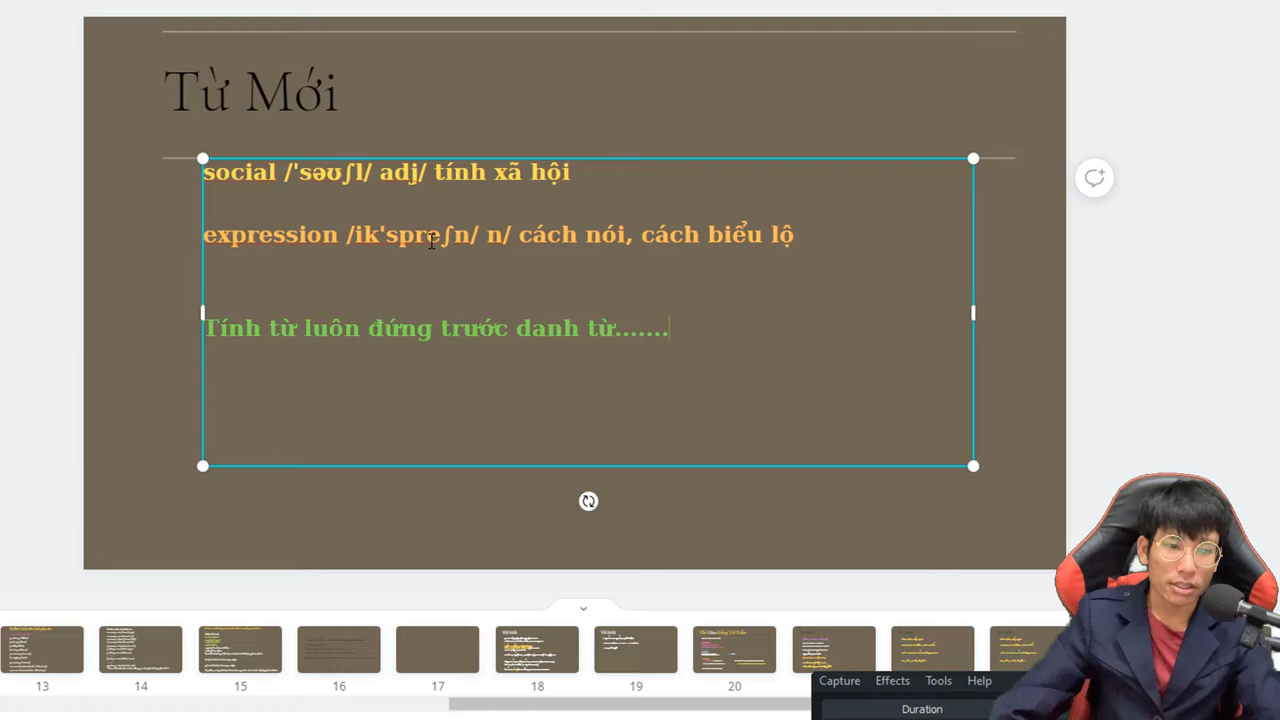 Từ Mới
social /'səʊʃl/ adj/ tính xã hội
expression /ik'spreʃn/ n/ cách nói, cách biểu lộ
Tính từ luôn đứng trước danh từ.......
13
14
15
16
17
18
19
20
Capture Effects Tools Help
Duration